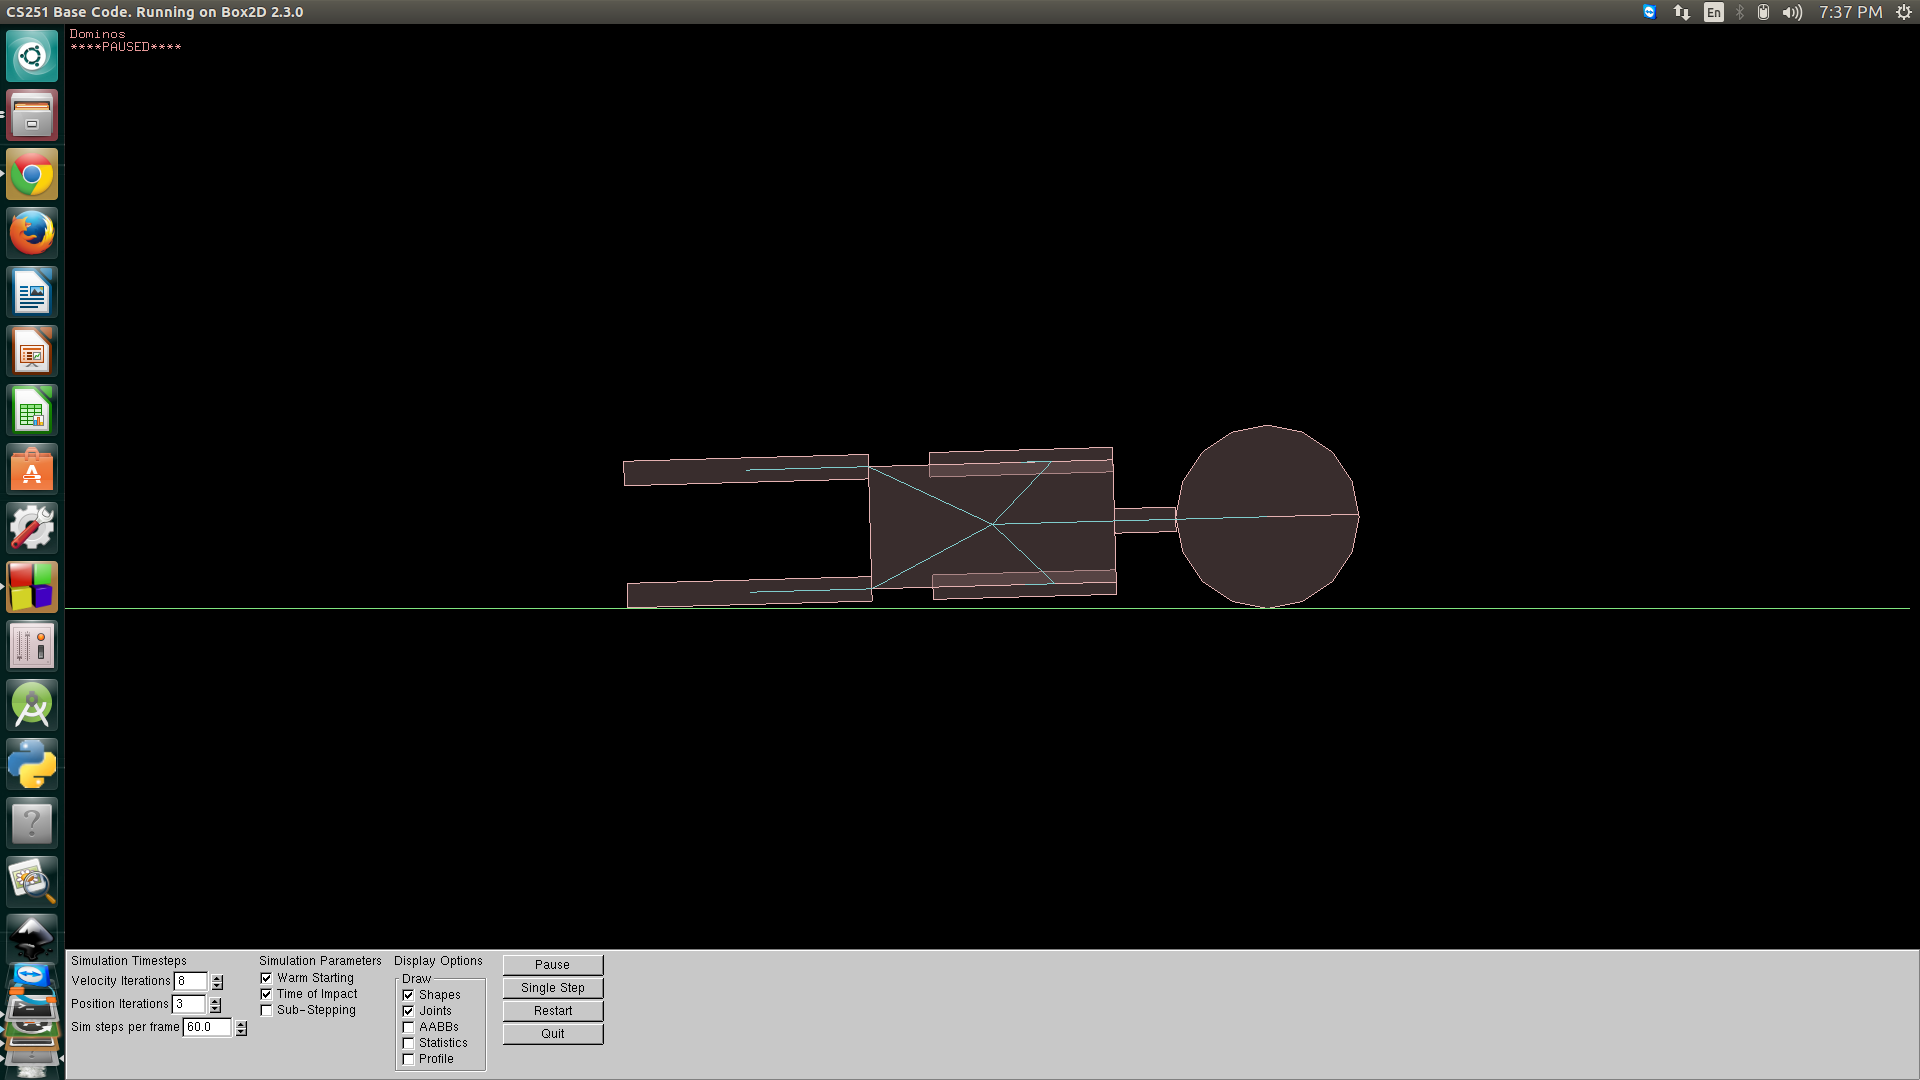 CS251 Base Code. Running on Box2D 2.3.0
En
7:37 PM
Dominos
****PAUSED****
Simulation Timesteps
Velocity Iterations 8
Position Iterations 3
Sim steps per frame 60.0
Simulation Parameters
Warm Starting
Time of Impact
Sub-Stepping
Display Options
Draw
Shapes
Joints
AABBs
Statistics
Profile
Pause
Single Step
Restart
Quit